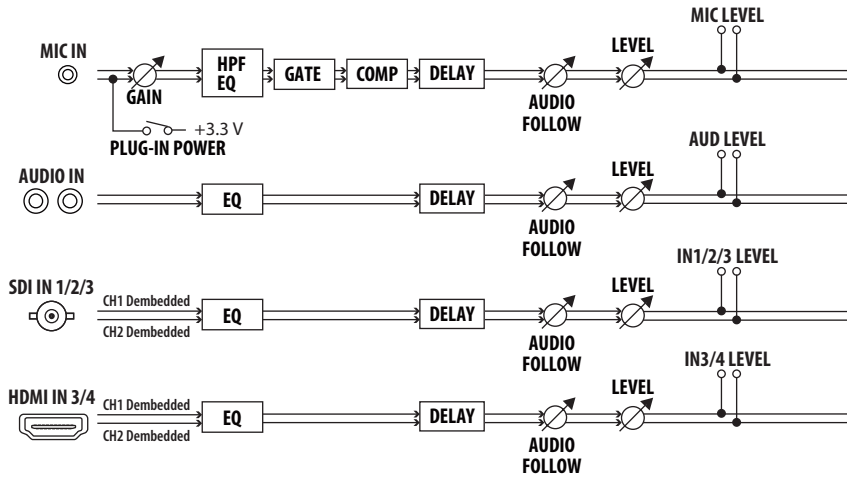 MIC LEVEL
MIC IN
LEVEL
HPF
EQ
GATE
COMP
DELAY
GAIN
AUDIO
FOLLOW
+3.3 V
PLUG-IN POWER
AUD LEVEL
AUDIO IN
LEVEL
EQ
DELAY
AUDIO
FOLLOW
IN1/2/3 LEVEL
SDI IN 1/2/3
LEVEL
CH1 Dembedded
EQ
DELAY
CH2 Dembedded
AUDIO
FOLLOW
IN3/4 LEVEL
HDMI IN 3/4
LEVEL
CH1 Dembedded
EQ
DELAY
CH2 Dembedded
AUDIO
FOLLOW